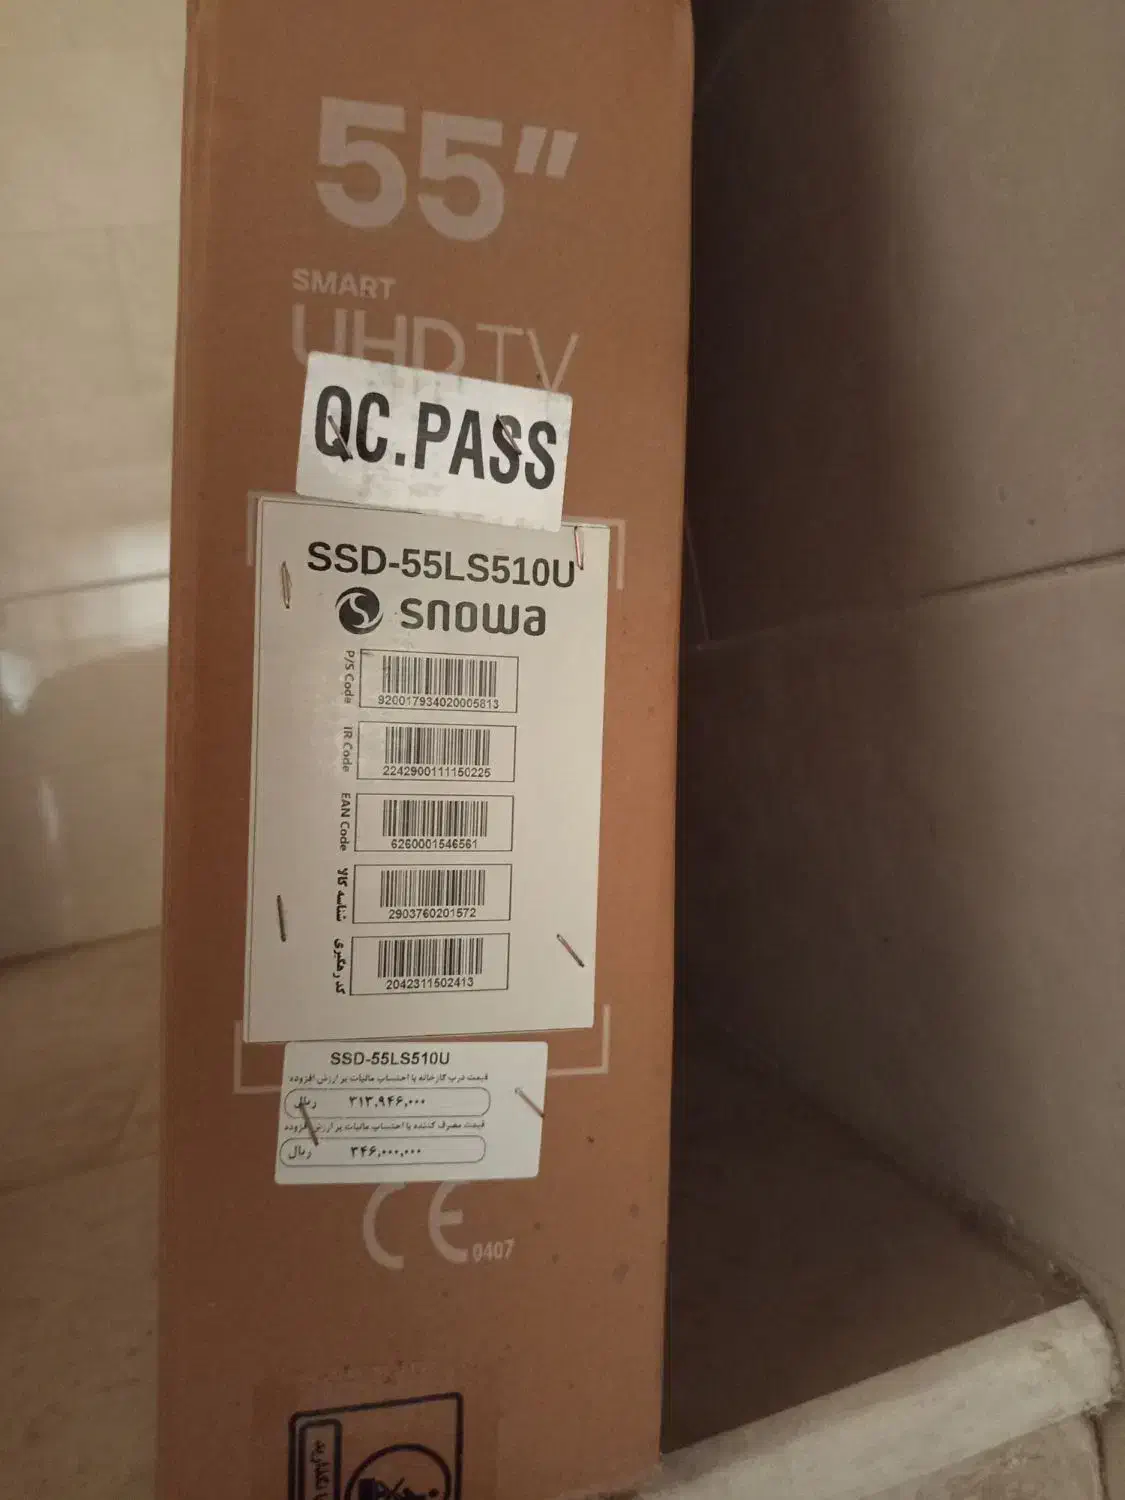 55"
SMART
UHD TV
QC.PASS
SSD-55LS510U
snowa
P/S Code
920017934020005813
IR Code
2242900111150225
EAN Code
6260001546561
شناسه کالا
2903760201572
کد رهگیری
2042311502413
SSD-55LS510U
قیمت درب کارخانه با احتساب مالیات بر ارزش افزوده
۳۱۳,۹۴۶,۰۰۰ ریال
قیمت مصرف کننده با احتساب مالیات بر ارزش افزوده
۳۴۶,۰۰۰,۰۰۰ ریال
CE 0407